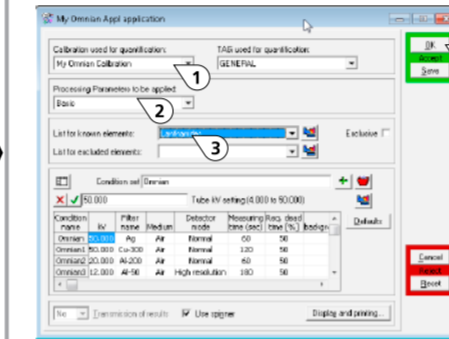 My Omnian Appl application
Calibration used for quantification:
TAG used for quantification:
My Omnian Calibration
GENERAL
1
Processing Parameters to be applied:
Basic
2
List for known elements:
Lanthanides
Exclusive
3
List for excluded elements:
Condition set Omnian
50.000
Tube kV setting (4.000 to 50.000)
Defaults
Condition name kV Filter name Medium Detector mode Measuring time (sec) Req. dead time [%] backgr
Omnian 50.000 Ag Air Normal 60 50
Omnian1 50.000 Cu-300 Air Normal 120 50
Omnian2 20.000 Al-200 Air Normal 60 50
Omnian3 12.000 Al-50 Air High resolution 180 50
No
Transmission of results
Use spinner
Display and printing...
OK
Accept
Save
Cancel
Reject
Reset